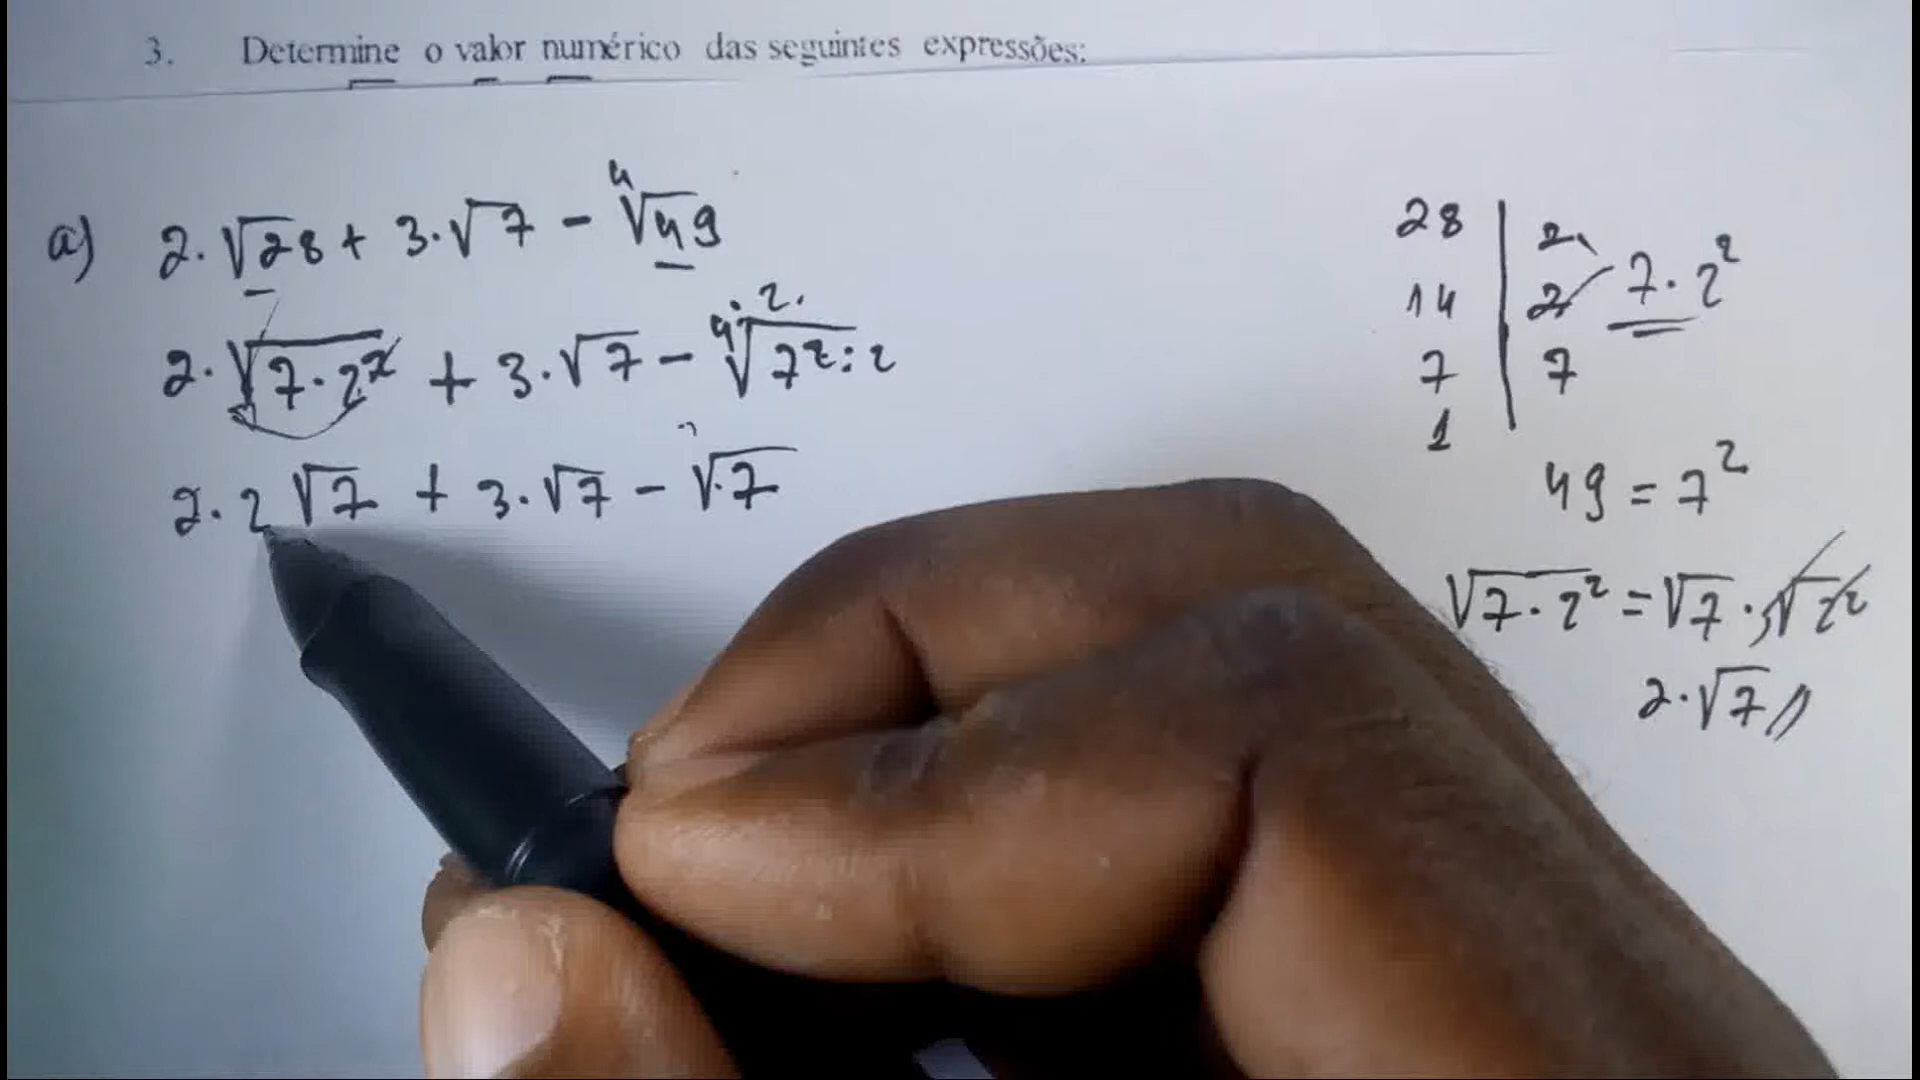 3. Determine o valor numérico das seguintes expressões:
a) 2·√28 + 3·√7 − ⁴√49
2·√7·2² + 3·√7 − ⁴:²√7²:²
2·2√7 + 3·√7 − √7
28 | 2
14 | 2
7 | 7
1
7·2²
49 = 7²
√7·2² = √7·√2²
2·√7//